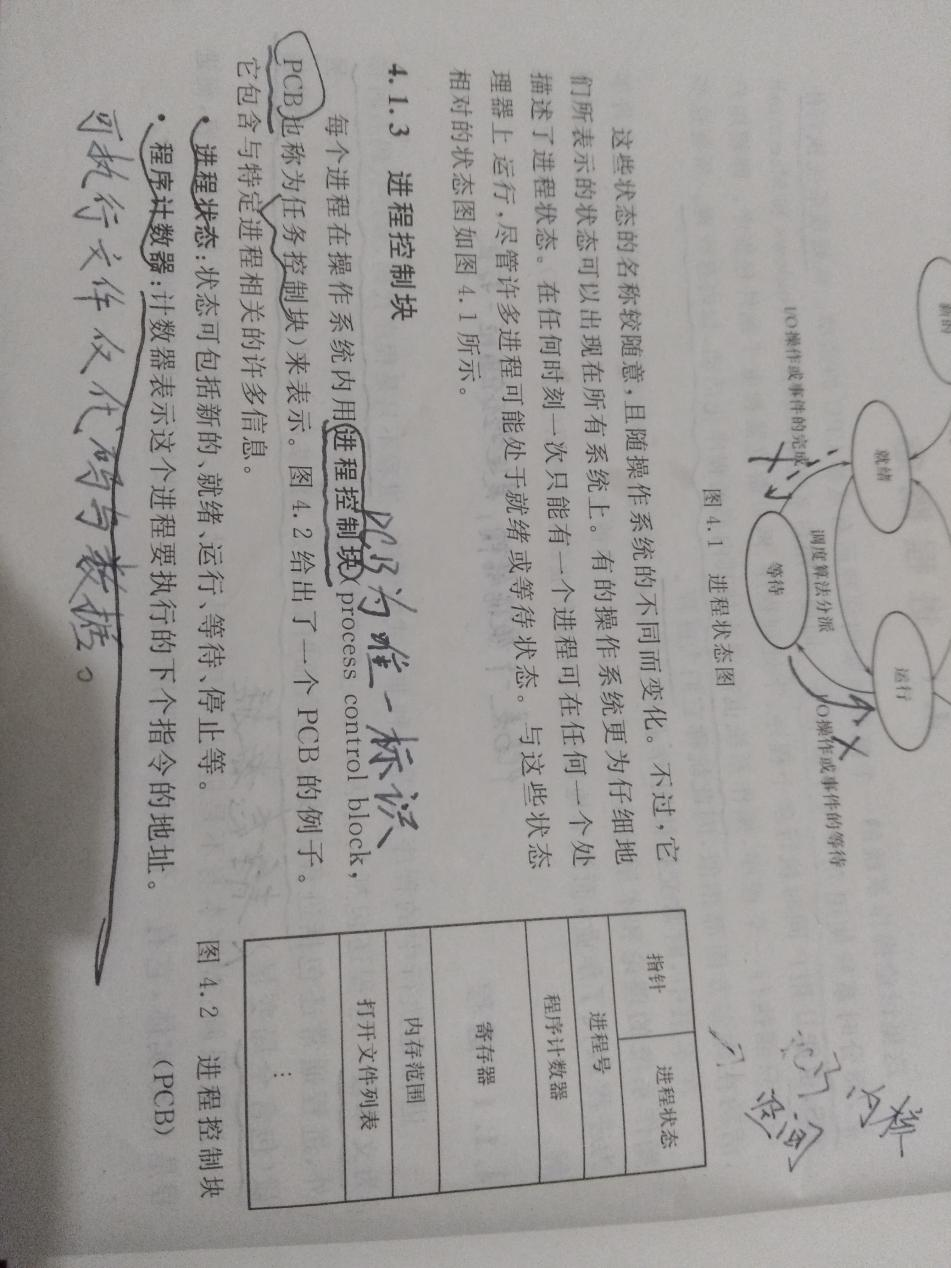 就绪
运行
等待
I/O操作或事件的完成
调度算法分派
I/O操作或事件的等待
图 4.1 进程状态图
这些状态的名称较随意,且随操作系统的不同而变化。不过,它
们所表示的状态可以出现在所有系统上。有的操作系统更为仔细地
描述了进程状态。在任何时刻一次只能有一个进程可在任何一个处
理器上运行,尽管许多进程可能处于就绪或等待状态。与这些状态
相对的状态图如图 4.1 所示。
4.1.3 进程控制块
PCB为唯一标识
每个进程在操作系统内用进程控制块(process control block,
PCB也称为任务控制块)来表示。图 4.2 给出了一个 PCB 的例子。
它包含与特定进程相关的许多信息。
• 进程状态:状态可包括新的、就绪、运行、等待、停止等。
• 程序计数器:计数器表示这个进程要执行的下个指令的地址。
可执行文件仅代码与数据。
内核
空间
指针 进程状态
进程号
程序计数器
寄存器
内存范围
打开文件列表
⋮
图 4.2 进程控制块
(PCB)